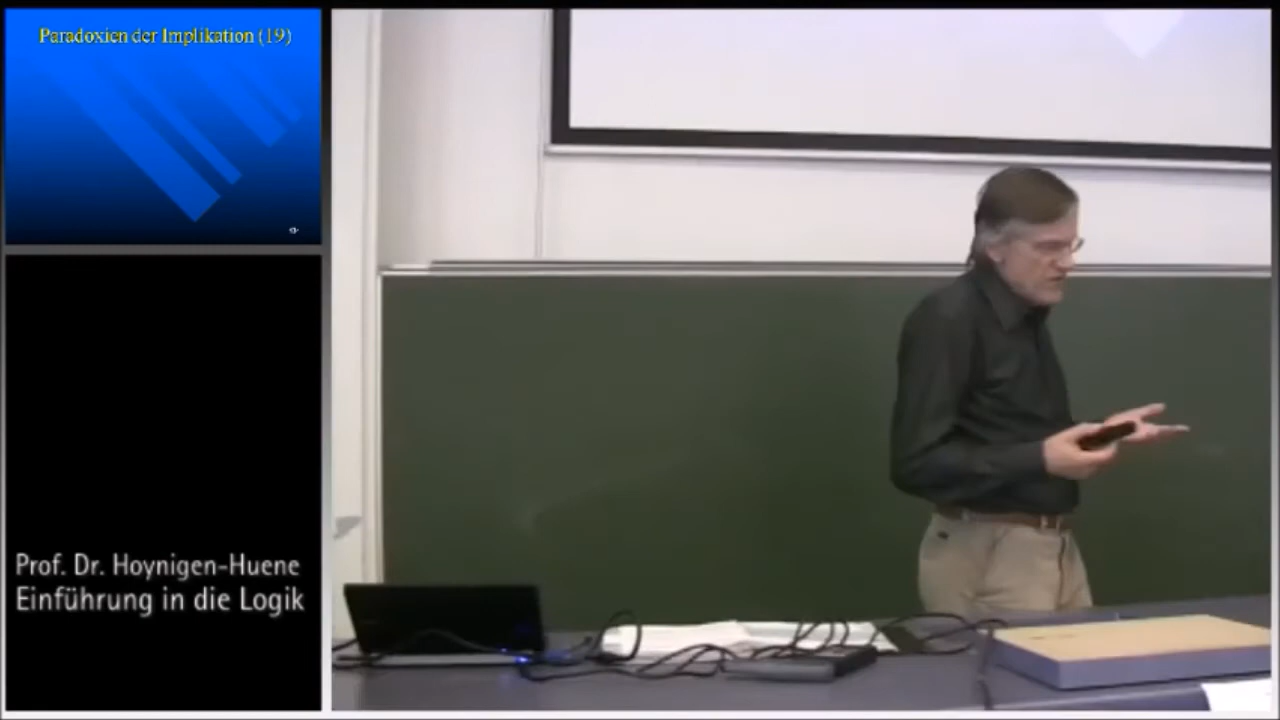 Paradoxien der Implikation (19)
Prof. Dr. Hoynigen-Huene
Einführung in die Logik